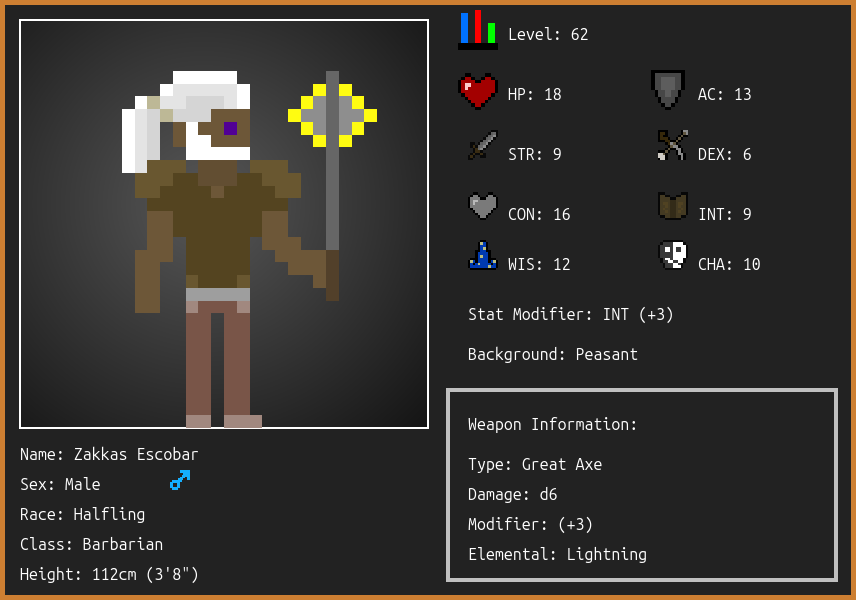 Level: 62
HP: 18
AC: 13
STR: 9
DEX: 6
CON: 16
INT: 9
WIS: 12
CHA: 10
Stat Modifier: INT (+3)
Background: Peasant
Weapon Information:
Type: Great Axe
Damage: d6
Modifier: (+3)
Elemental: Lightning
Name: Zakkas Escobar
Sex: Male
Race: Halfling
Class: Barbarian
Height: 112cm (3'8")